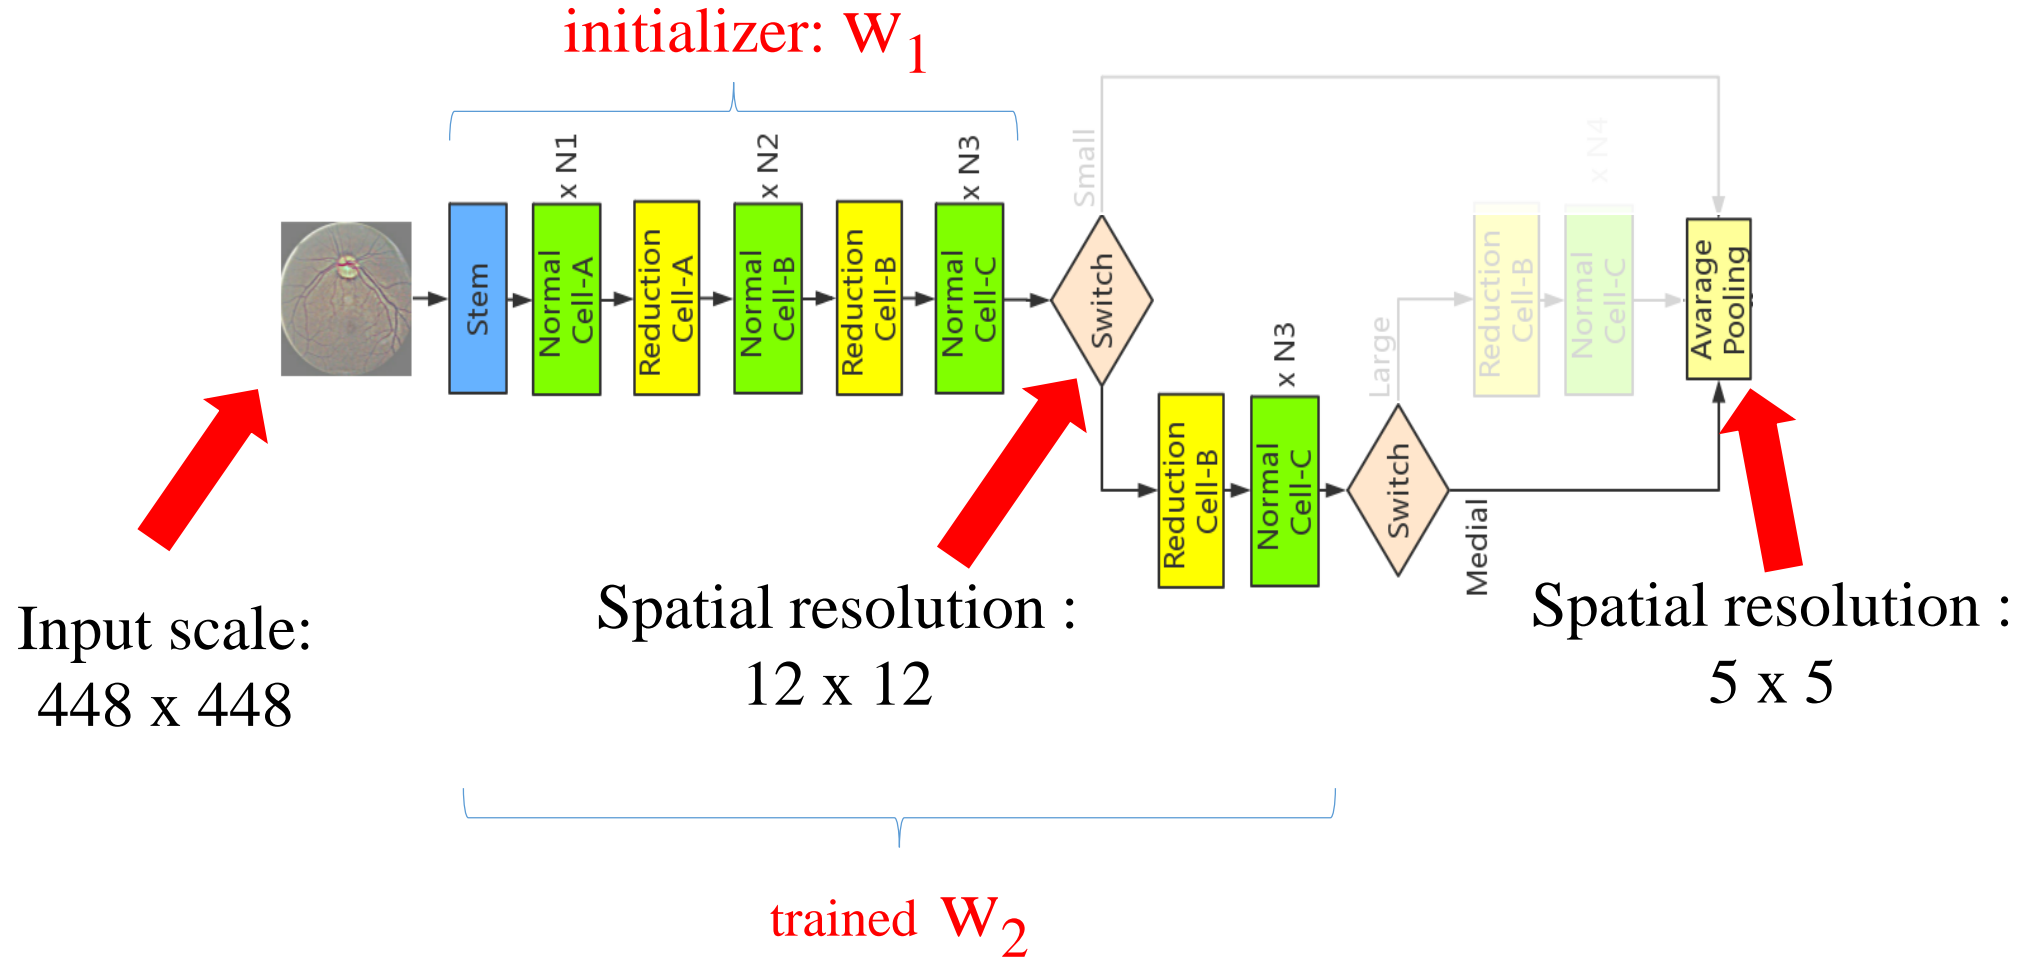 initializer: w1
x N1
x N2
x N3
Small
x N4
Stem
Normal
Cell-A
Reduction
Cell-A
Normal
Cell-B
Reduction
Cell-B
Normal
Cell-C
Switch
Reduction
Cell-B
Normal
Cell-C
Avarage
Pooling
x N3
Large
Reduction
Cell-B
Normal
Cell-C
Switch
Medial
Input scale:
448 x 448
Spatial resolution :
12 x 12
Spatial resolution :
5 x 5
trained w2